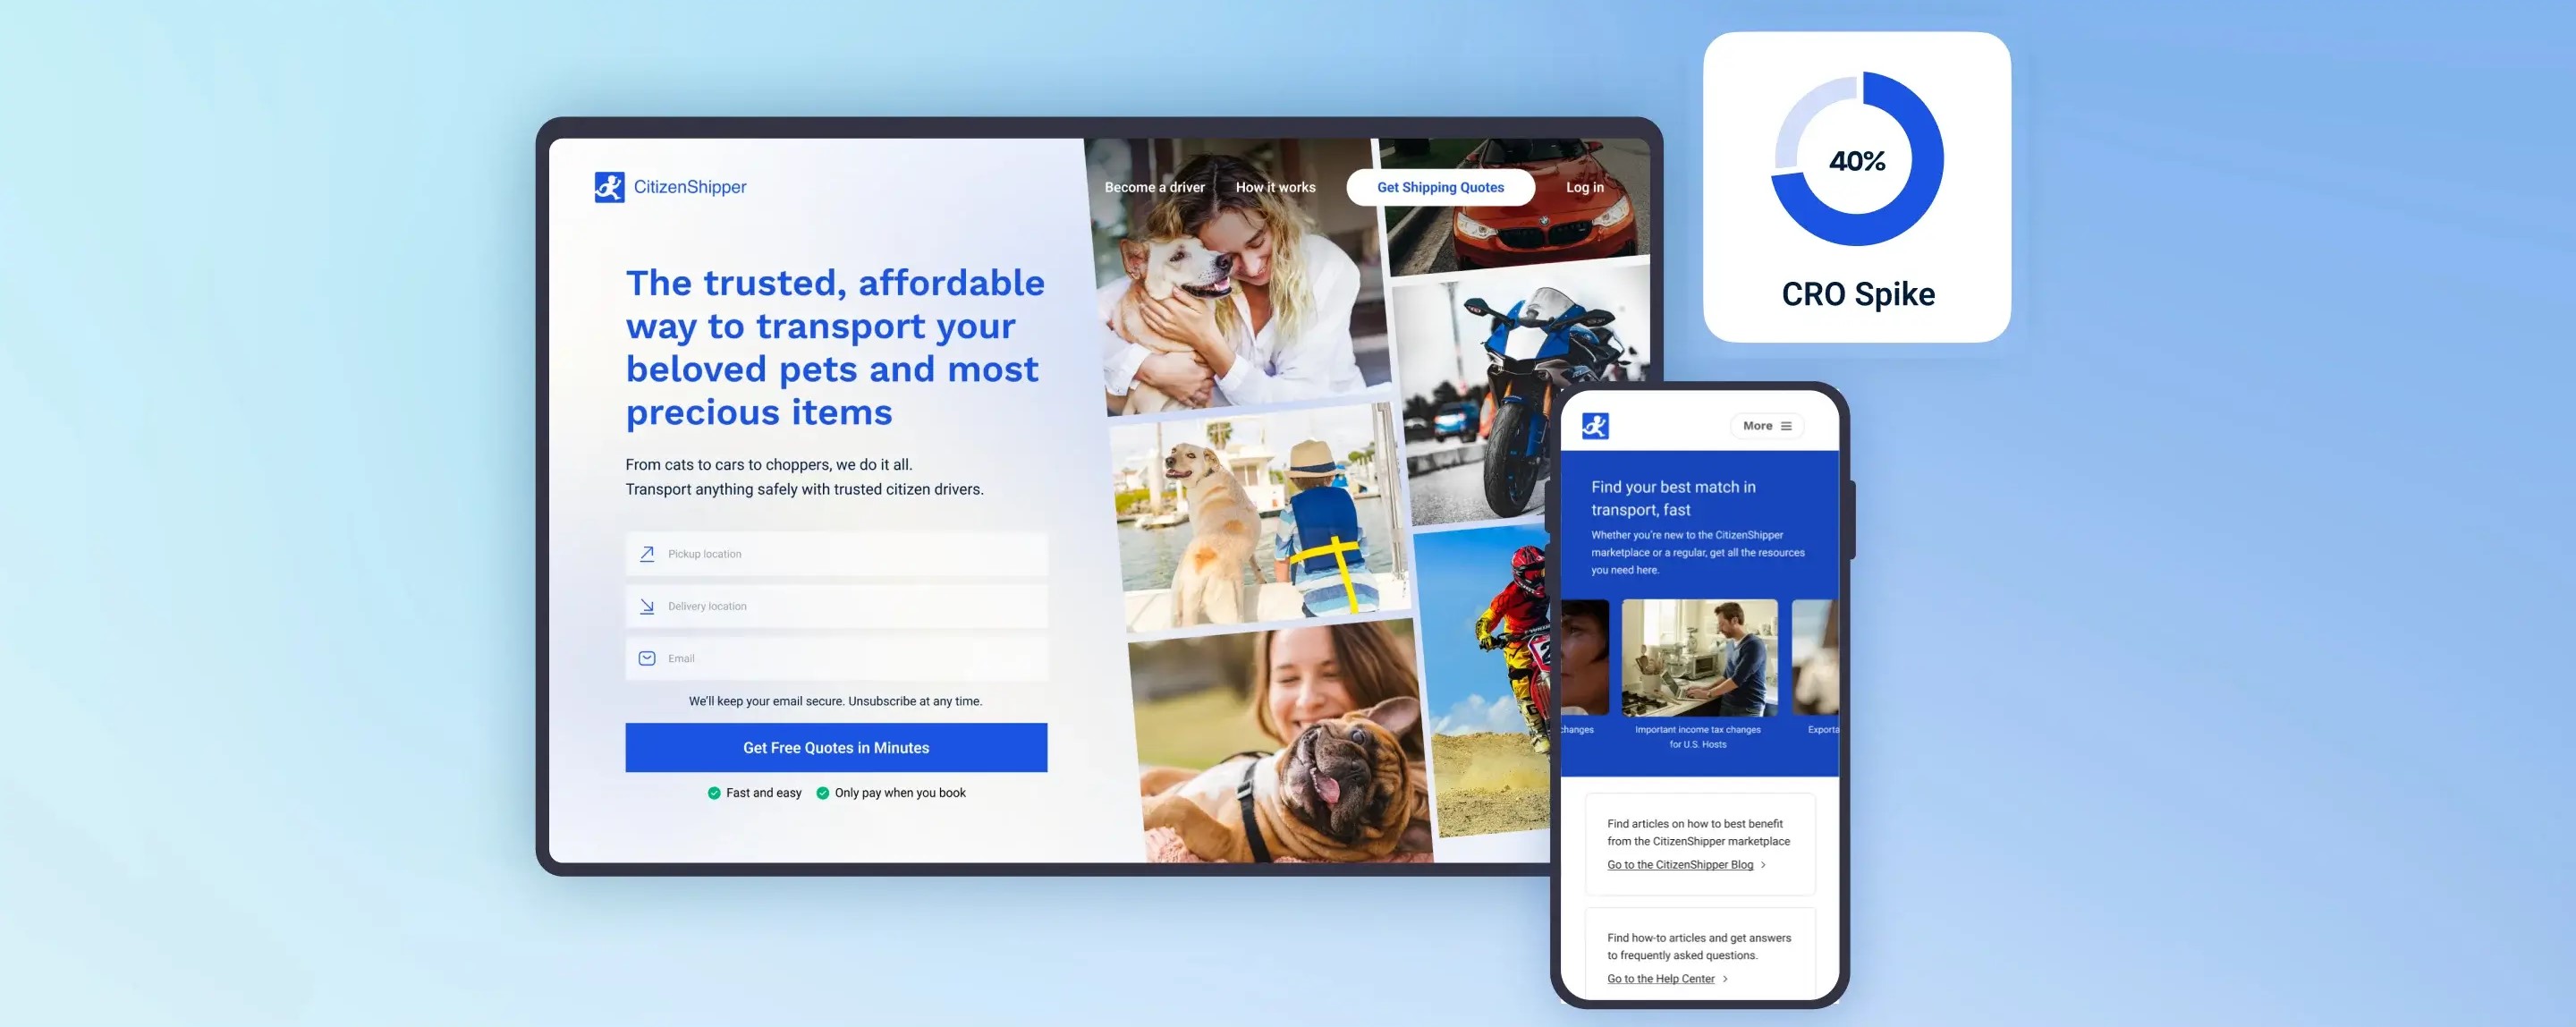 CitizenShipper
Become a driver
How it works
Get Shipping Quotes
Log in
The trusted, affordable
way to transport your
beloved pets and most
precious items
From cats to cars to choppers, we do it all.
Transport anything safely with trusted citizen drivers.
Pickup location
Delivery location
Email
We'll keep your email secure. Unsubscribe at any time.
Get Free Quotes in Minutes
Fast and easy
Only pay when you book
40%
CRO Spike
More
Find your best match in
transport, fast
Whether you're new to the CitizenShipper
marketplace or a regular, get all the resources
you need here.
changes
Important income tax changes
for U.S. Hosts
Exporta
Find articles on how to best benefit
from the CitizenShipper marketplace
Go to the CitizenShipper Blog
Find how-to articles and get answers
to frequently asked questions.
Go to the Help Center